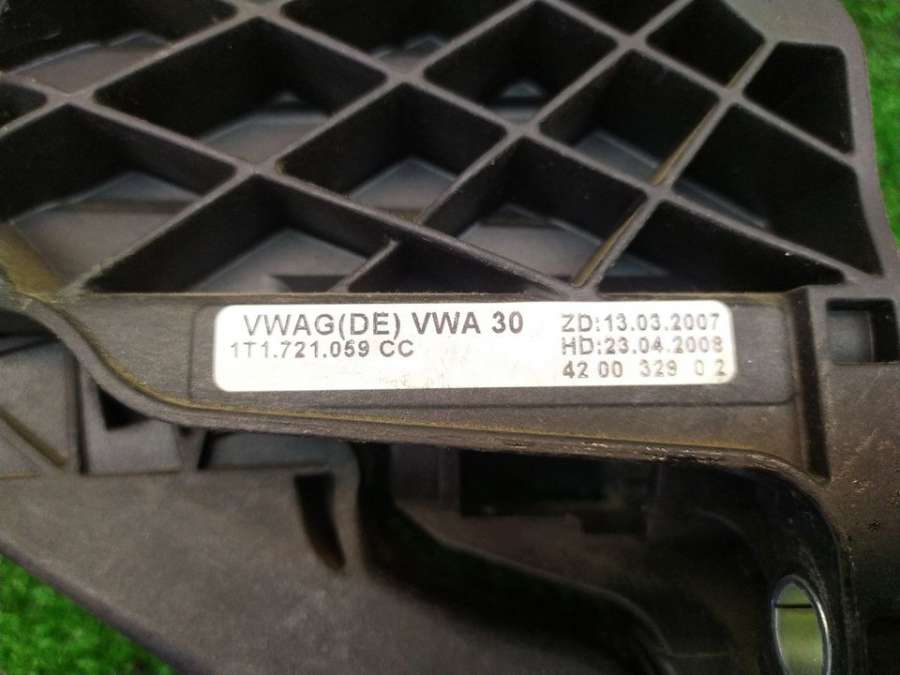 VWAG(DE) VWA 30
1T1.721.059 CC
ZD:13.03.2007
HD:23.04.2008
42 00 329 0 2